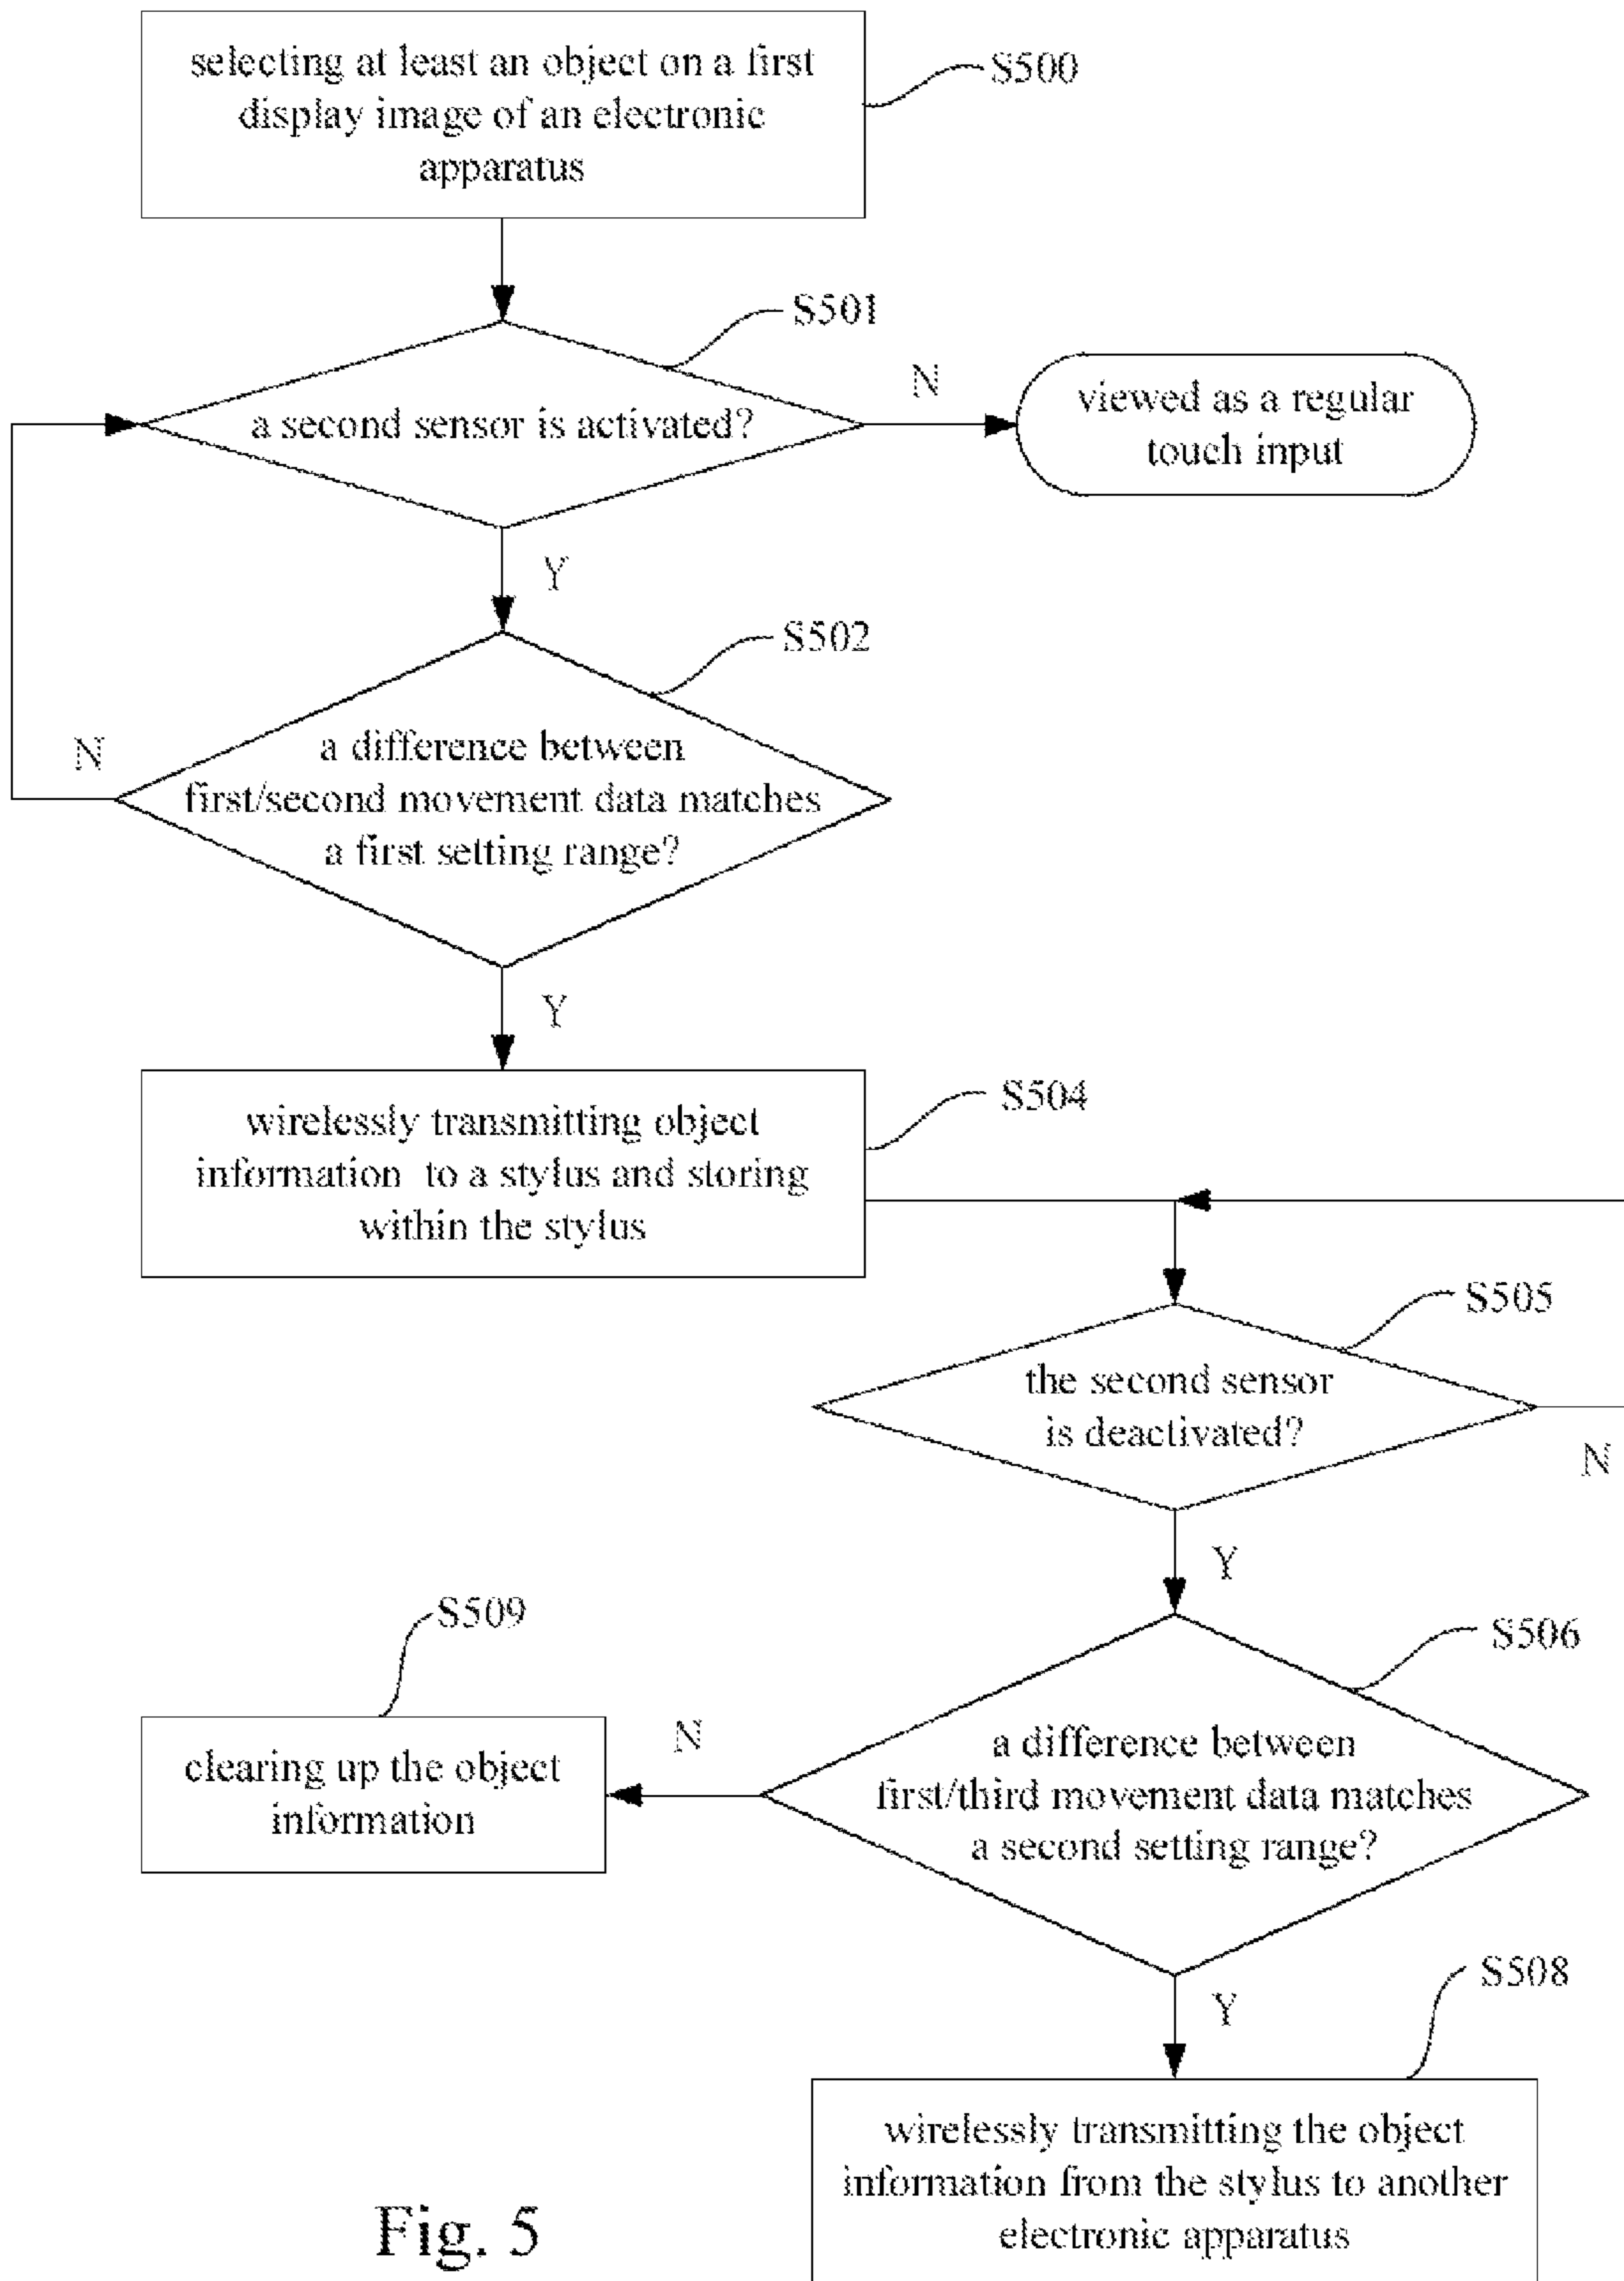 selecting at least an object on a first
display image of an electronic
apparatus
S500
S501
a second sensor is activated?
N
viewed as a regular
touch input
Y
S502
a difference between
first/second movement data matches
a first setting range?
N
Y
S504
wirelessly transmitting object
information to a stylus and storing
within the stylus
S505
the second sensor
is deactivated?
N
Y
S509
S506
clearing up the object
information
N
a difference between
first/third movement data matches
a second setting range?
Y
S508
wirelessly transmitting the object
information from the stylus to another
electronic apparatus
Fig. 5